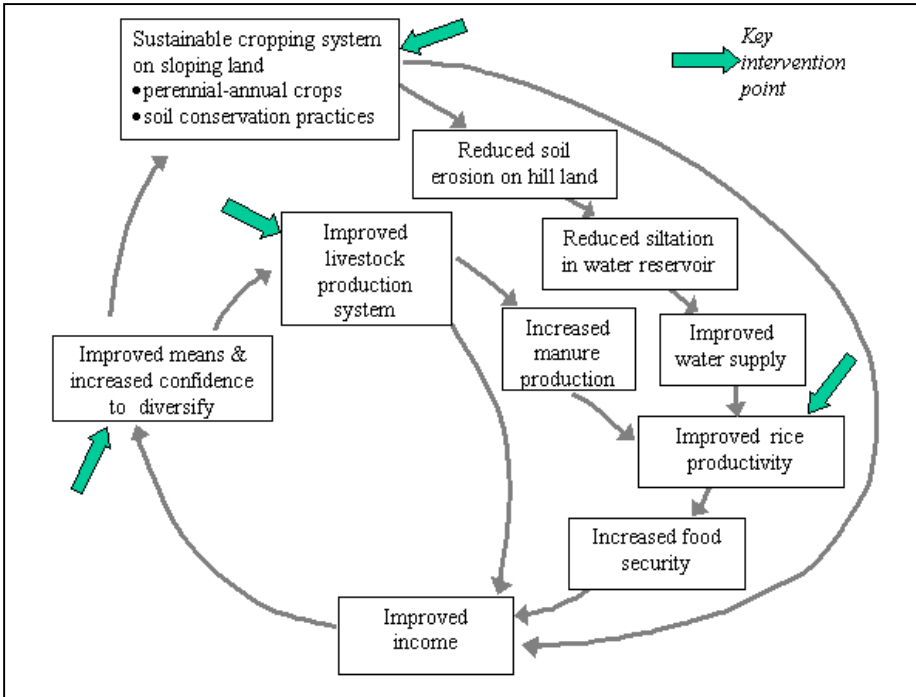 Sustainable cropping system
on sloping land
•perennial-annual crops
•soil conservation practices
Key
intervention
point
Reduced soil
erosion on hill land
Improved
livestock
production
system
Reduced siltation
in water reservoir
Increased
manure
production
Improved
water supply
Improved means &
increased confidence
to diversify
Improved rice
productivity
Increased food
security
Improved
income